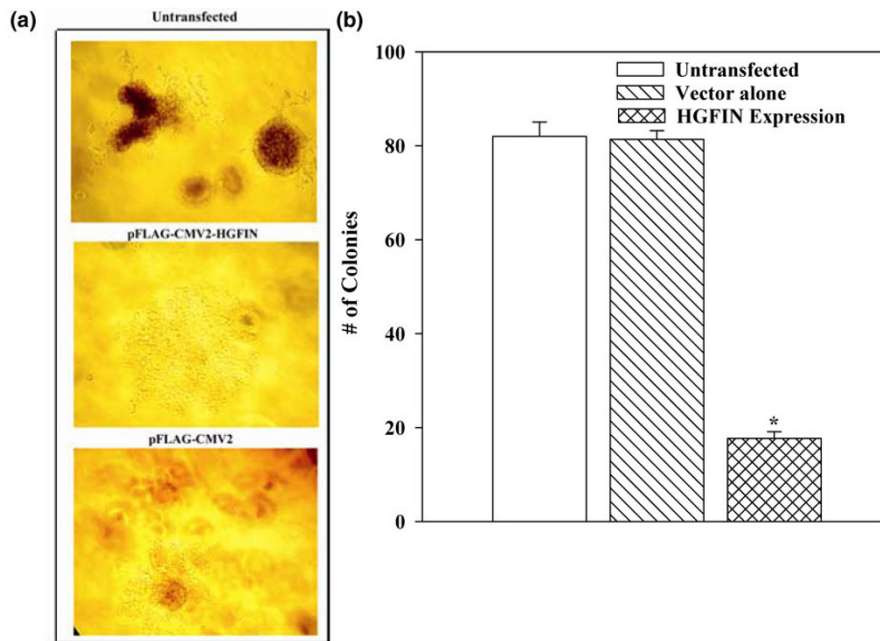 (a)
Untransfected
pFLAG-CMV2-HGFIN
pFLAG-CMV2
(b)
# of Colonies
100
80
60
40
20
0
Untransfected
Vector alone
HGFIN Expression
*